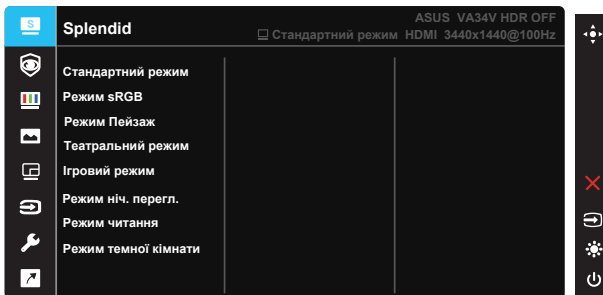 S
Splendid
ASUS VA34V HDR OFF
Стандартний режим HDMI 3440x1440@100Hz
Стандартний режим
Режим sRGB
Режим Пейзаж
Театральний режим
Ігровий режим
Режим ніч. перегл.
Режим читання
Режим темної кімнати